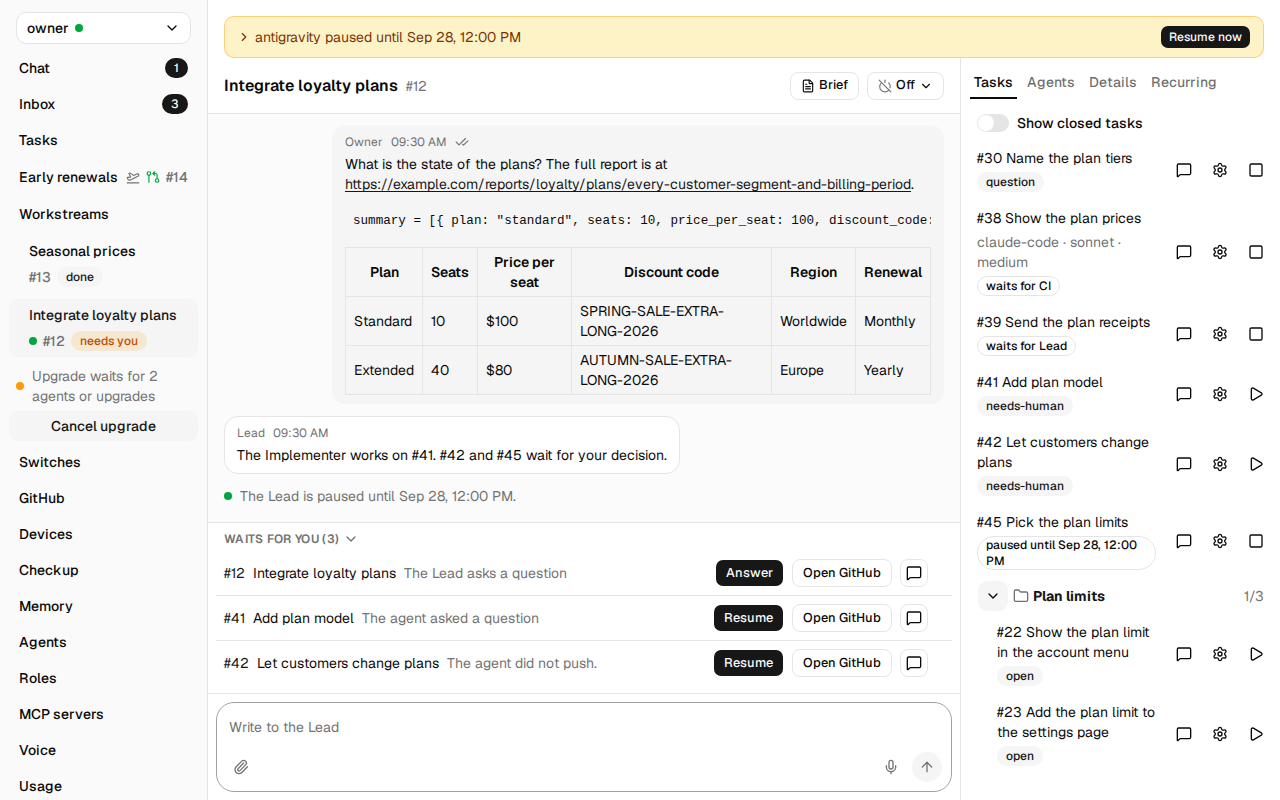 owner
Chat 1
Inbox 3
Tasks
Early renewals #14
Workstreams
Seasonal prices
#13 done
Integrate loyalty plans
#12 needs you
Upgrade waits for 2
agents or upgrades
Cancel upgrade
Switches
GitHub
Devices
Checkup
Memory
Agents
Roles
MCP servers
Voice
Usage
antigravity paused until Sep 28, 12:00 PM Resume now
Integrate loyalty plans #12 Brief Off
Owner 09:30 AM
What is the state of the plans? The full report is at
https://example.com/reports/loyalty/plans/every-customer-segment-and-billing-period.
summary = [{ plan: "standard", seats: 10, price_per_seat: 100, discount_code:
Plan Seats Price per seat Discount code Region Renewal
Standard 10 $100 SPRING-SALE-EXTRA-LONG-2026 Worldwide Monthly
Extended 40 $80 AUTUMN-SALE-EXTRA-LONG-2026 Europe Yearly
Lead 09:30 AM
The Implementer works on #41. #42 and #45 wait for your decision.
The Lead is paused until Sep 28, 12:00 PM.
WAITS FOR YOU (3)
#12 Integrate loyalty plans The Lead asks a question Answer Open GitHub
#41 Add plan model The agent asked a question Resume Open GitHub
#42 Let customers change plans The agent did not push. Resume Open GitHub
Write to the Lead
Tasks Agents Details Recurring
Show closed tasks
#30 Name the plan tiers
question
#38 Show the plan prices
claude-code · sonnet ·
medium
waits for CI
#39 Send the plan receipts
waits for Lead
#41 Add plan model
needs-human
#42 Let customers change
plans
needs-human
#45 Pick the plan limits
paused until Sep 28, 12:00
PM
Plan limits 1/3
#22 Show the plan limit
in the account menu
open
#23 Add the plan limit to
the settings page
open